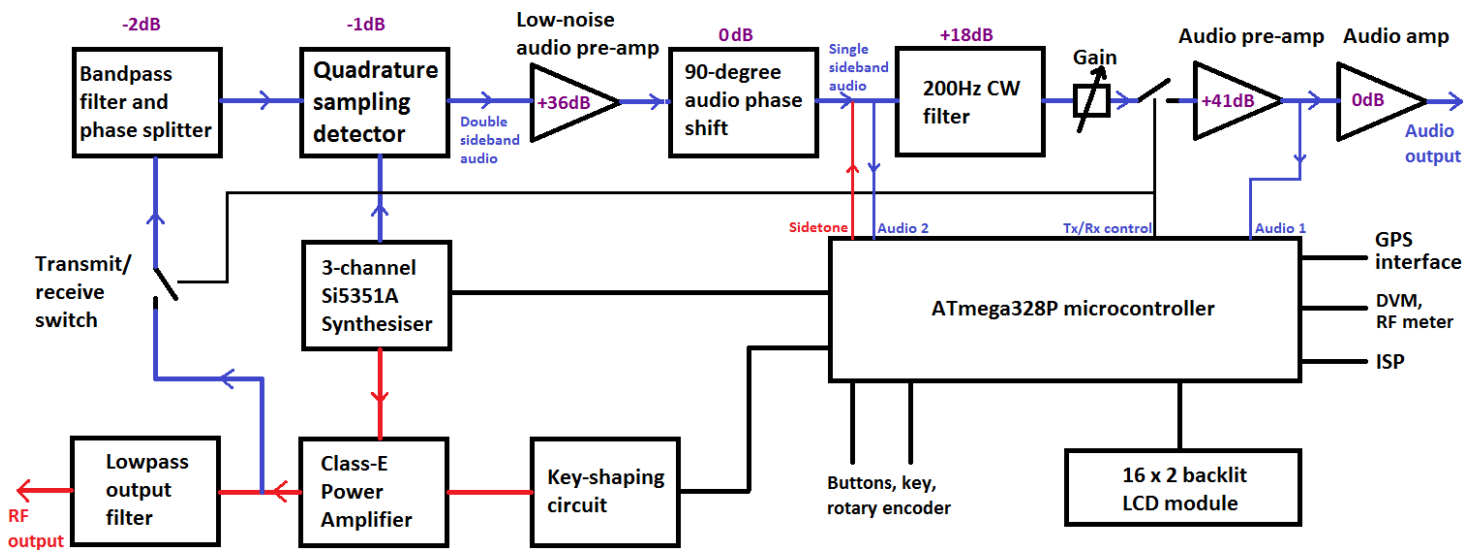 -2dB
-1dB
Low-noise
audio pre-amp
0dB
+18dB
Audio pre-amp
Audio amp
Bandpass
filter and
phase splitter
Quadrature
sampling
detector
+36dB
Double
sideband
audio
90-degree
audio phase
shift
Single
sideband
audio
200Hz CW
filter
Gain
+41dB
0dB
Audio
output
Sidetone
Audio 2
Tx/Rx control
Audio 1
Transmit/
receive
switch
3-channel
Si5351A
Synthesiser
ATmega328P microcontroller
GPS
interface
DVM,
RF meter
ISP
RF
output
Lowpass
output
filter
Class-E
Power
Amplifier
Key-shaping
circuit
Buttons, key,
rotary encoder
16 x 2 backlit
LCD module